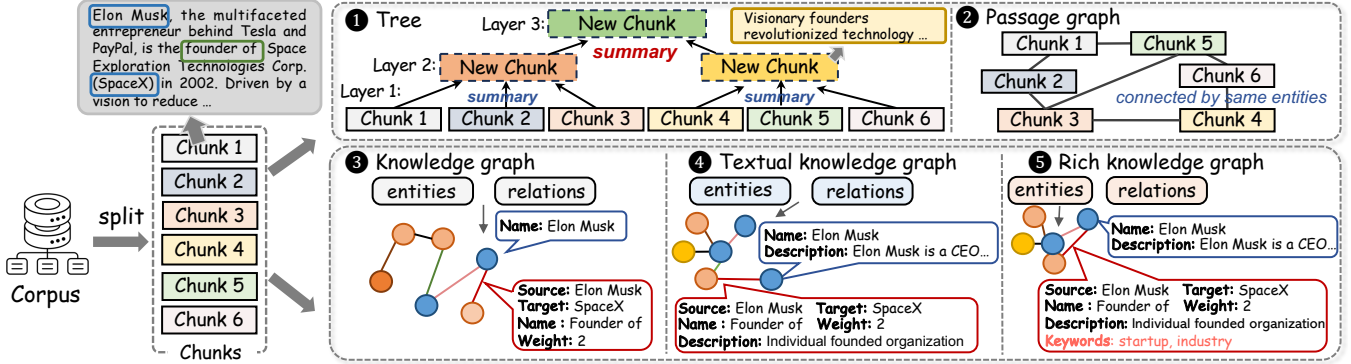 Elon Musk, the multifaceted
entrepreneur behind Tesla and
PayPal, is the founder of Space
Exploration Technologies Corp.
(SpaceX) in 2002. Driven by a
vision to reduce ...
Corpus
split
Chunk 1
Chunk 2
Chunk 3
Chunk 4
Chunk 5
Chunk 6
Chunks
❶ Tree
Layer 3:
New Chunk
summary
Visionary founders
revolutionized technology ...
Layer 2:
New Chunk
New Chunk
Layer 1:
summary
summary
Chunk 1
Chunk 2
Chunk 3
Chunk 4
Chunk 5
Chunk 6
❷ Passage graph
Chunk 1
Chunk 5
Chunk 2
Chunk 6
connected by same entities
Chunk 3
Chunk 4
❸ Knowledge graph
entities
relations
Name: Elon Musk
Source: Elon Musk
Target: SpaceX
Name : Founder of
Weight: 2
❹ Textual knowledge graph
entities
relations
Name: Elon Musk
Description: Elon Musk is a CEO...
Source: Elon Musk Target: SpaceX
Name : Founder of Weight: 2
Description: Individual founded organization
❺ Rich knowledge graph
entities
relations
Name: Elon Musk
Description: Elon Musk is a CEO...
Source: Elon Musk Target: SpaceX
Name : Founder of Weight: 2
Description: Individual founded organization
Keywords: startup, industry